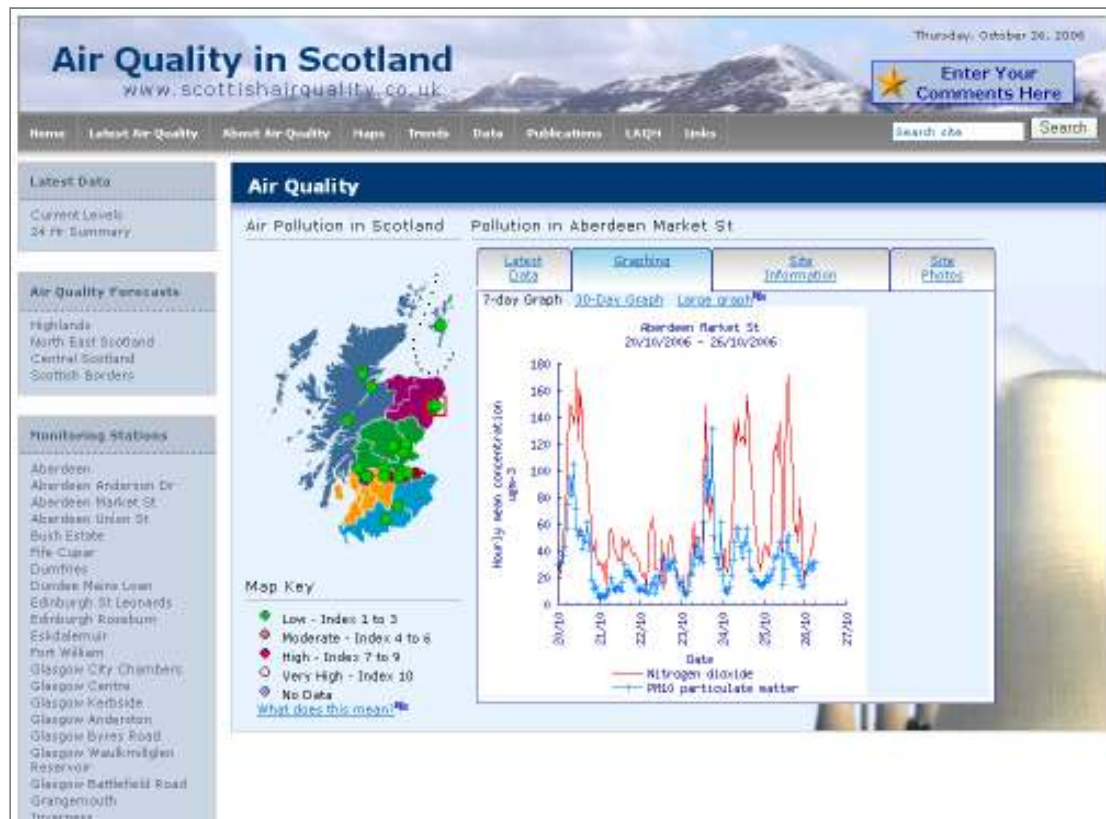 Thursday, October 26, 2006
Air Quality in Scotland
www.scottishairquality.co.uk
Enter Your
Comments Here
Home Latest Air Quality About Air Quality Maps Trends Data Publications LAQM Links
Search site Search
Latest Data
Current Levels
24 Hr Summary
Air Quality Forecasts
Highlands
North East Scotland
Central Scotland
Scottish Borders
Monitoring Stations
Aberdeen
Aberdeen Anderson Dr
Aberdeen Market St
Aberdeen Union St
Bush Estate
Fife Cupar
Dumfries
Dundee Mains Loan
Edinburgh St Leonards
Edinburgh Roseburn
Eskdalemuir
Fort William
Glasgow City Chambers
Glasgow Centre
Glasgow Kerbside
Glasgow Anderston
Glasgow Byres Road
Glasgow Waulkmillglen
Reservoir
Glasgow Battlefield Road
Grangemouth
Inverness
Air Quality
Air Pollution in Scotland
Map Key
Low - Index 1 to 3
Moderate - Index 4 to 6
High - Index 7 to 9
Very High - Index 10
No Data
What does this mean?
Pollution in Aberdeen Market St
Latest
Data
Graphing
Site
Information
Site
Photos
7-day Graph 30-Day Graph Large graph
Aberdeen Market St
20/10/2006 - 26/10/2006
Hourly mean concentration
ugm-3
180
160
140
120
100
80
60
40
20
0
20/10 21/10 22/10 23/10 24/10 25/10 26/10 27/10
Date
Nitrogen dioxide
PM10 particulate matter